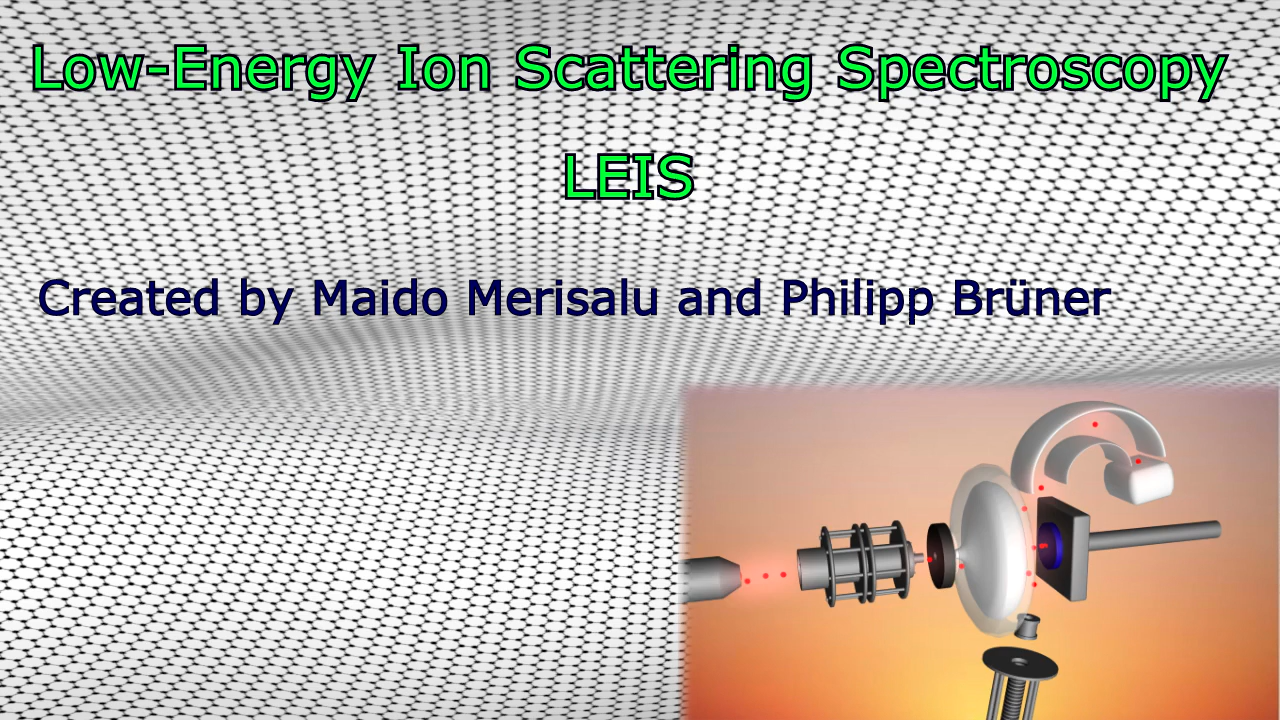 Low-Energy Ion Scattering Spectroscopy
LEIS
Created by Maido Merisalu and Philipp Brüner